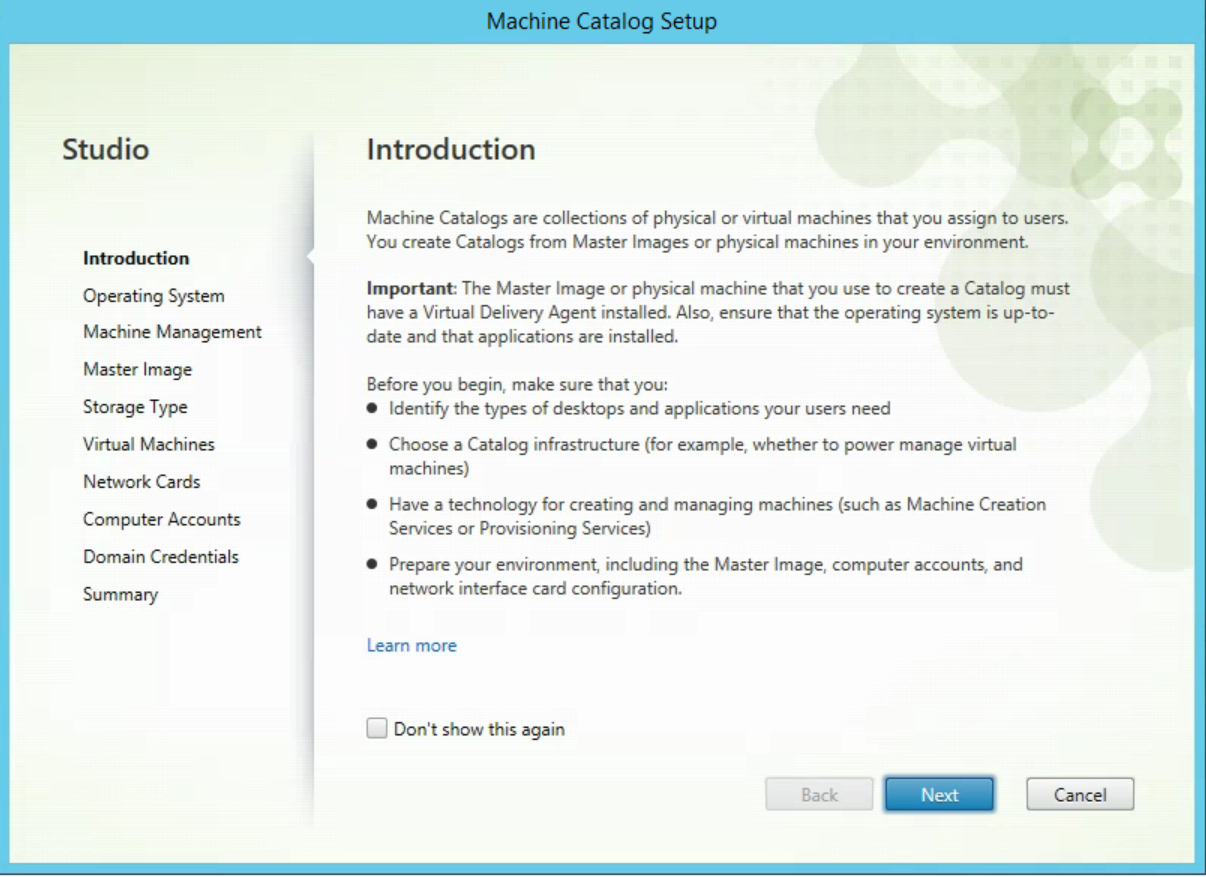 Machine Catalog Setup
Studio
Introduction
Operating System
Machine Management
Master Image
Storage Type
Virtual Machines
Network Cards
Computer Accounts
Domain Credentials
Summary
Introduction
Machine Catalogs are collections of physical or virtual machines that you assign to users.
You create Catalogs from Master Images or physical machines in your environment.
Important: The Master Image or physical machine that you use to create a Catalog must
have a Virtual Delivery Agent installed. Also, ensure that the operating system is up-to-
date and that applications are installed.
Before you begin, make sure that you:
● Identify the types of desktops and applications your users need
● Choose a Catalog infrastructure (for example, whether to power manage virtual
machines)
● Have a technology for creating and managing machines (such as Machine Creation
Services or Provisioning Services)
● Prepare your environment, including the Master Image, computer accounts, and
network interface card configuration.
Learn more
Don't show this again
Back Next Cancel